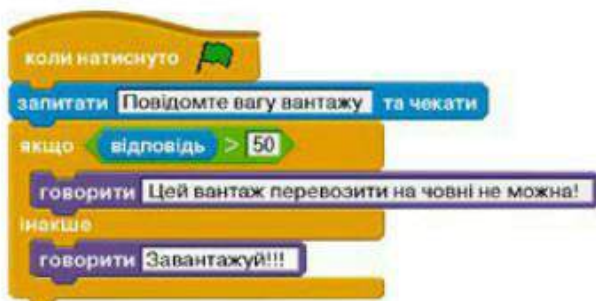 коли натиснуто
запитати Повідомте вагу вантажу та чекати
якщо відповідь > 50
говорити Цей вантаж перевозити на човні не можна!
інакше
говорити Завантажуй!!!